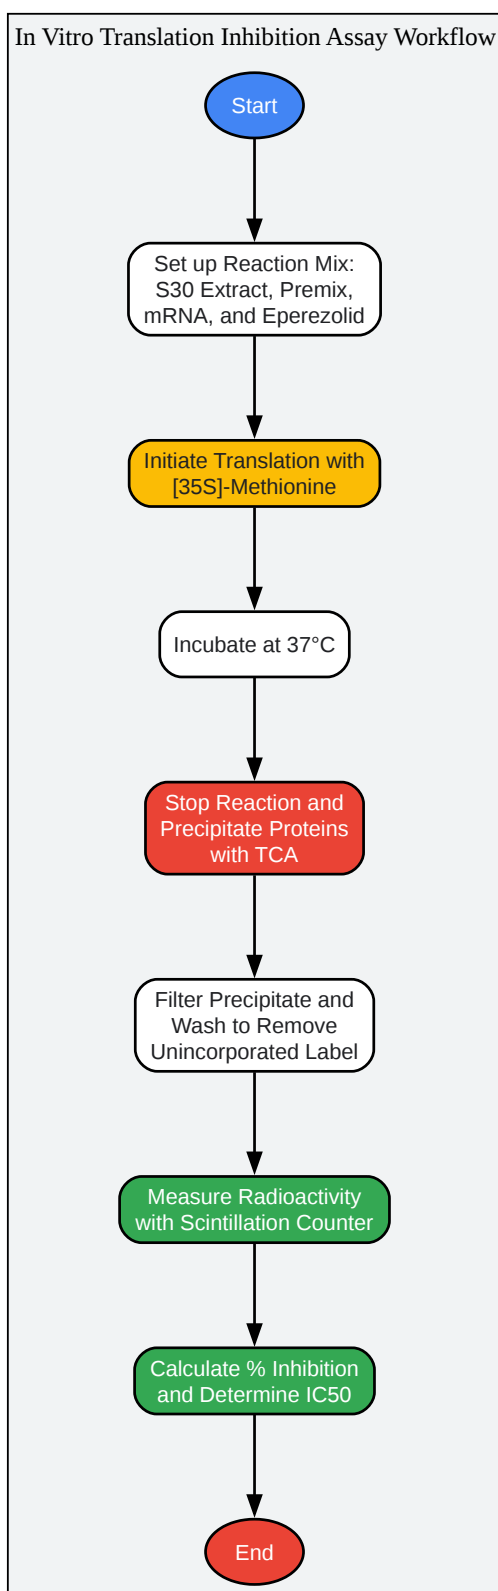 In Vitro Translation Inhibition Assay Workflow
Start
Set up Reaction Mix:
S30 Extract, Premix,
mRNA, and Eperezolid
Initiate Translation with
[35S]-Methionine
Incubate at 37°C
Stop Reaction and
Precipitate Proteins
with TCA
Filter Precipitate and
Wash to Remove
Unincorporated Label
Measure Radioactivity
with Scintillation Counter
Calculate % Inhibition
and Determine IC50
End